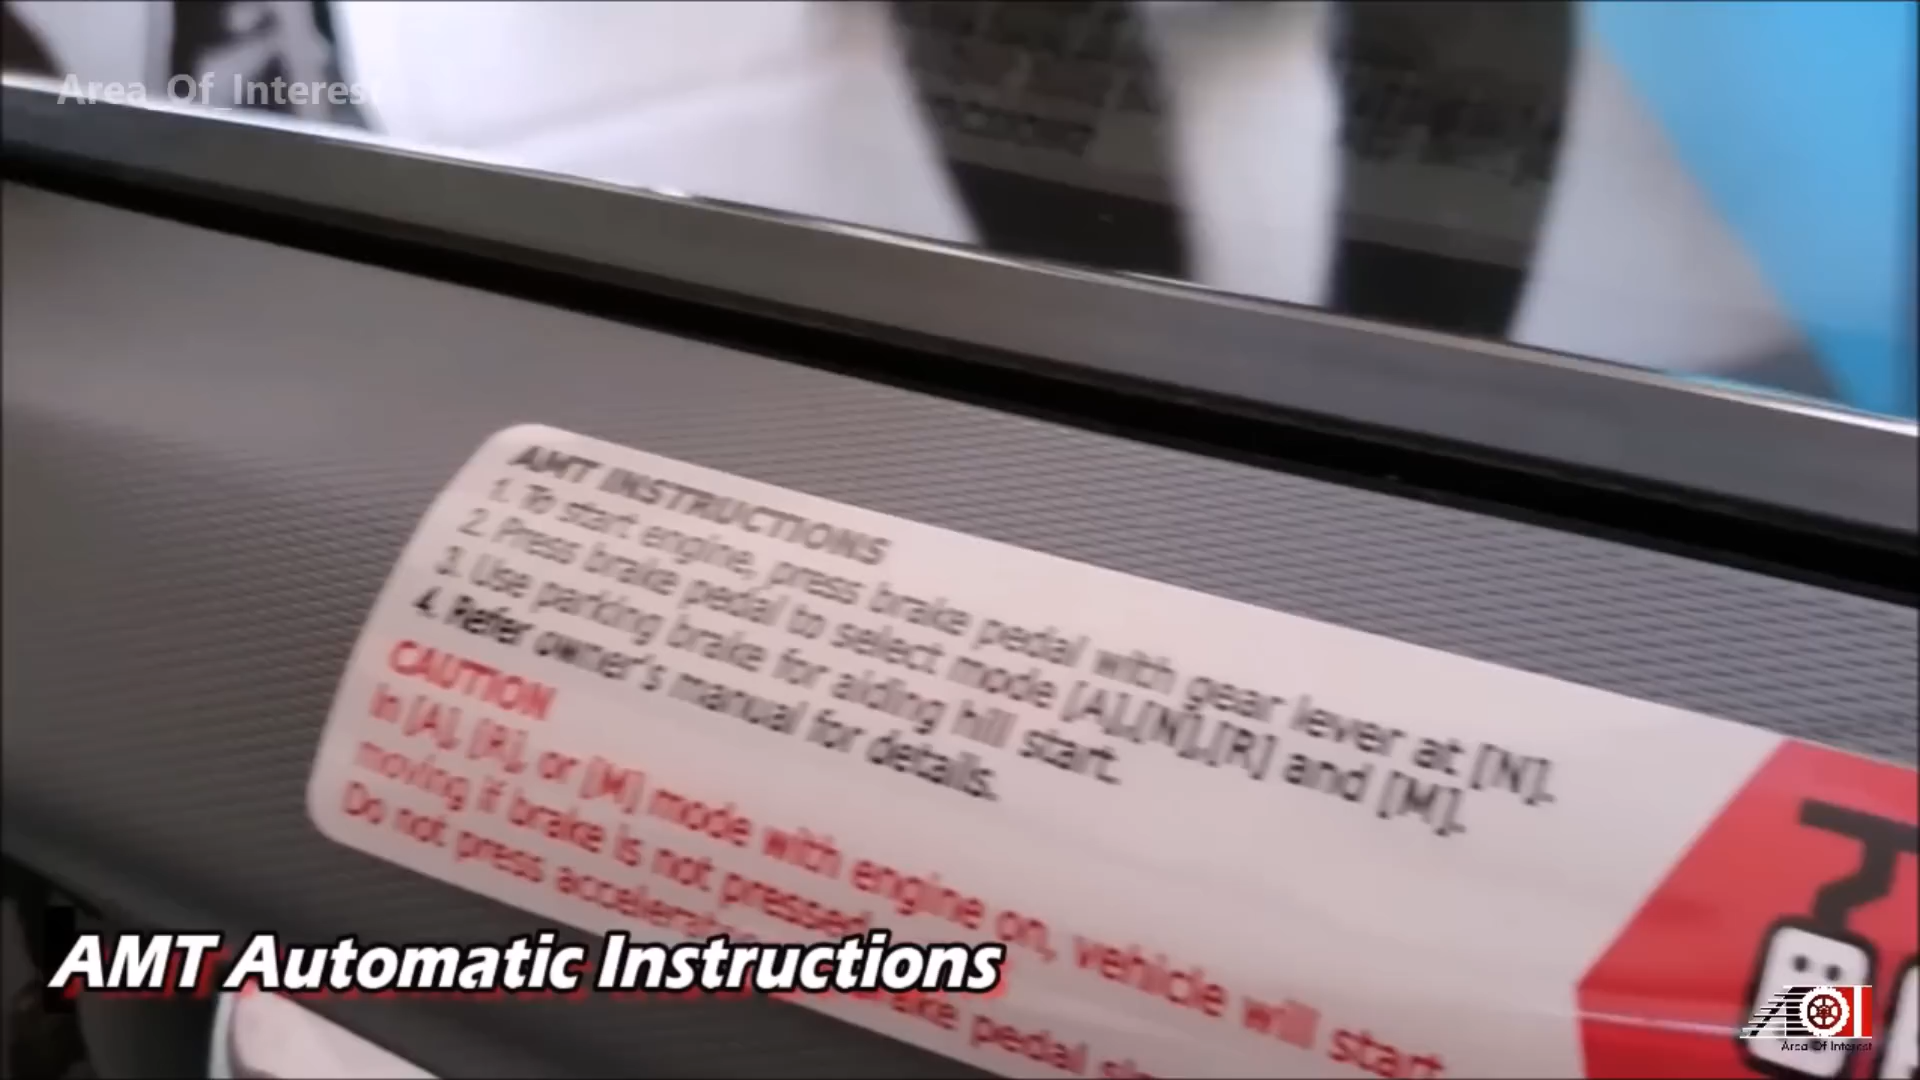 Area_Of_Interest
AMT INSTRUCTIONS
1. To start engine, press brake pedal with gear lever at [N].
2. Press brake pedal to select mode [A],[N],[R] and [M].
3. Use parking brake for aiding hill start.
4. Refer owner's manual for details.
CAUTION
In [A], [R], or [M] mode with engine on, vehicle will start
moving if brake is not pressed
Do not press brake pedal
AMT Automatic Instructions
AOI
Area Of Interest